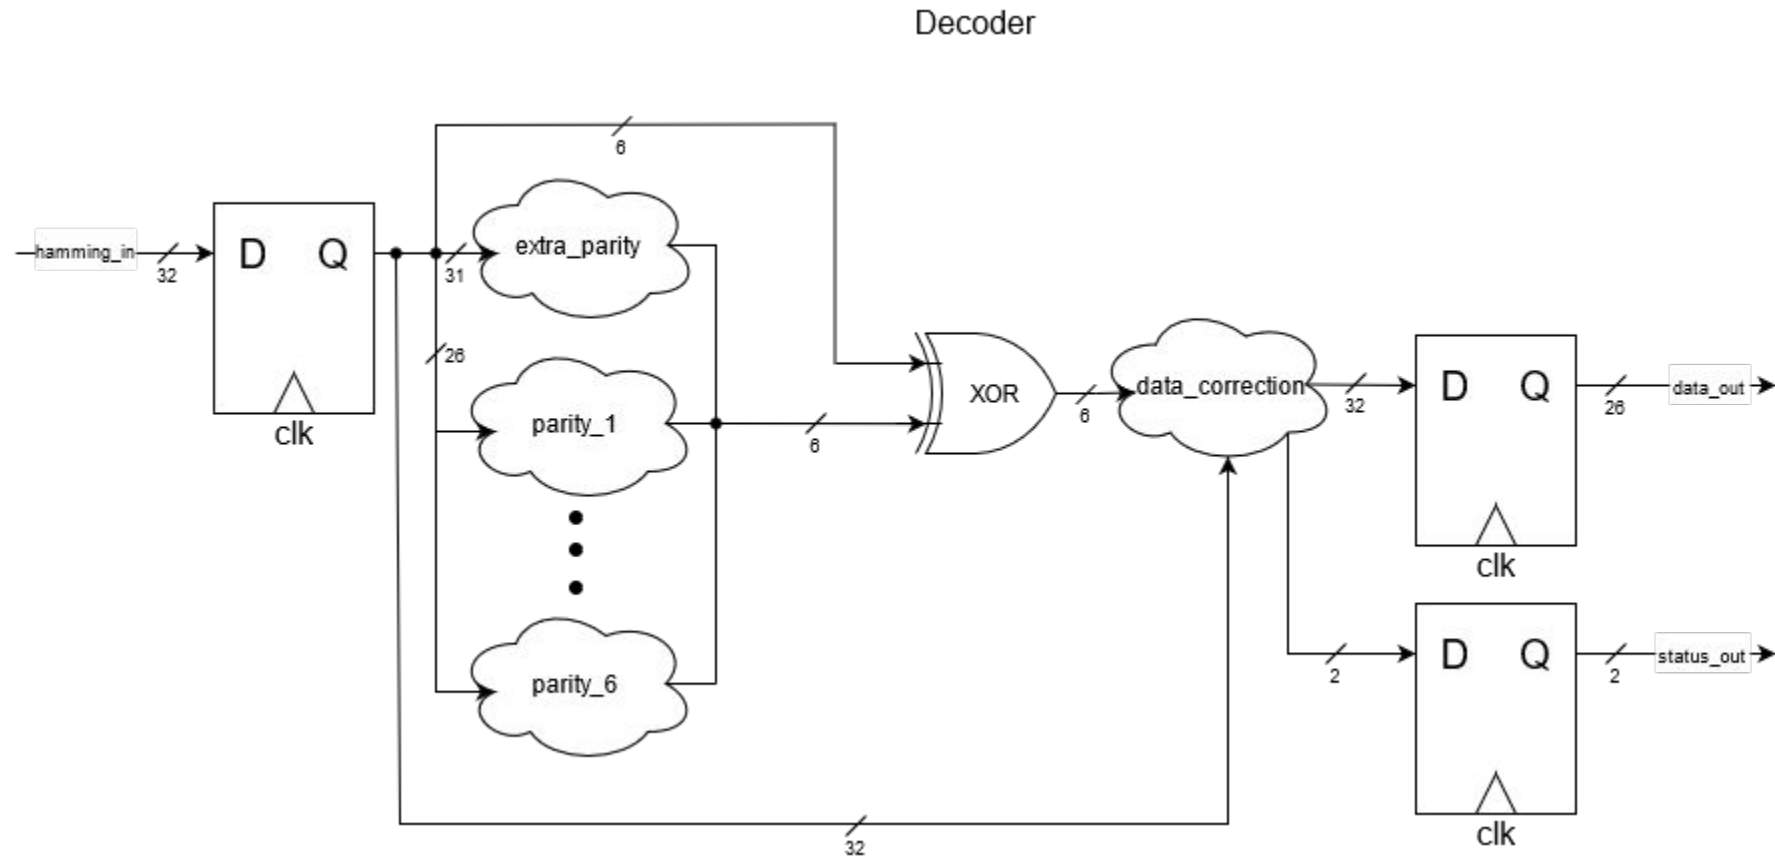 Decoder
6
hamming_in
32
D Q
clk
31
extra_parity
26
parity_1
6
parity_6
XOR
6
data_correction
32
32
D Q
clk
26
data_out
2
D Q
clk
2
status_out